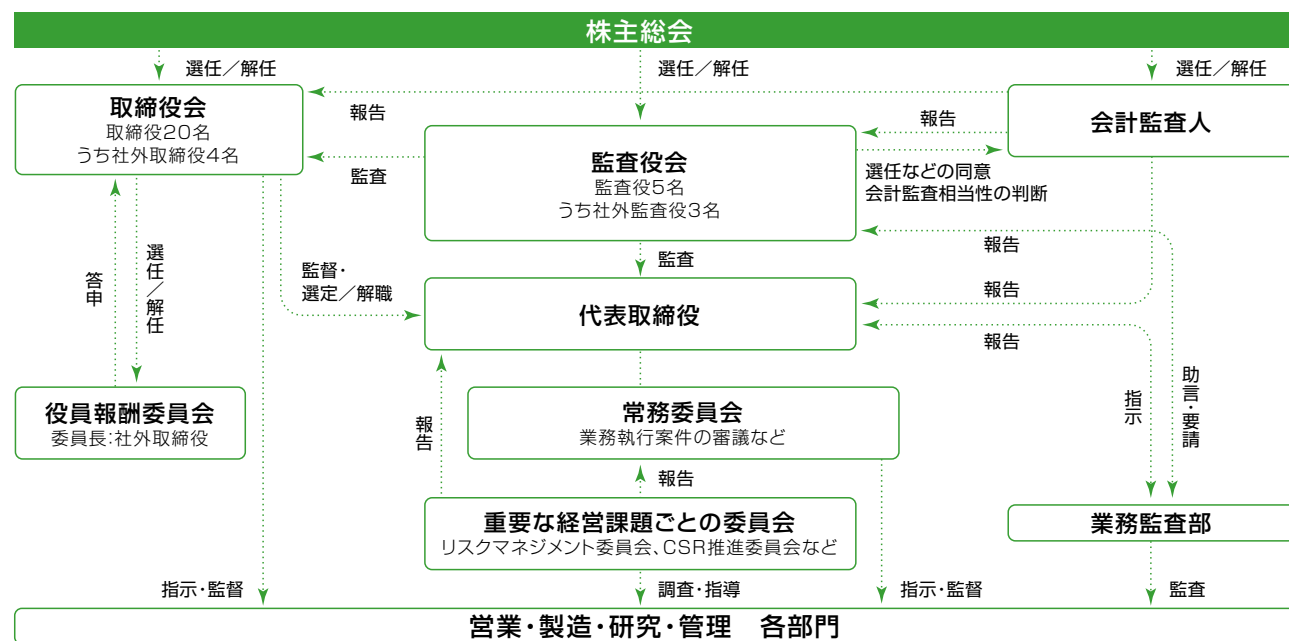 株主総会
選任／解任
選任／解任
選任／解任
取締役会
取締役20名
うち社外取締役4名
報告
報告
会計監査人
監査役会
監査役5名
うち社外監査役3名
監査
選任などの同意
会計監査相当性の判断
報告
監査
答申
選任／解任
監督・
選定／解職
代表取締役
報告
報告
役員報酬委員会
委員長:社外取締役
報告
常務委員会
業務執行案件の審議など
指示
助言・要請
報告
重要な経営課題ごとの委員会
リスクマネジメント委員会、CSR推進委員会など
業務監査部
指示・監督
調査・指導
指示・監督
監査
営業・製造・研究・管理　各部門